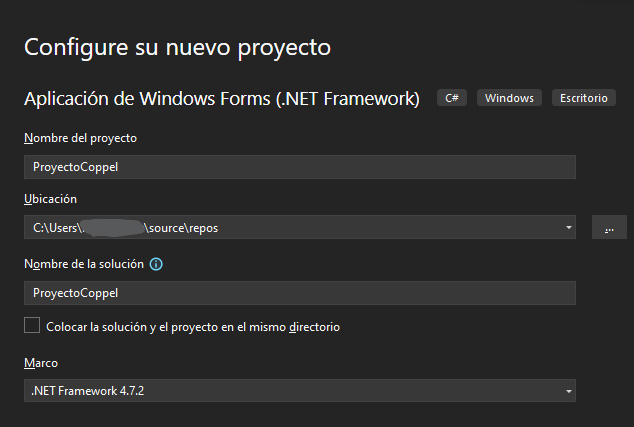 Configure su nuevo proyecto
Aplicación de Windows Forms (.NET Framework) C# Windows Escritorio
Nombre del proyecto
ProyectoCoppel
Ubicación
C:\Users\ \source\repos ...
Nombre de la solución
ProyectoCoppel
Colocar la solución y el proyecto en el mismo directorio
Marco
.NET Framework 4.7.2